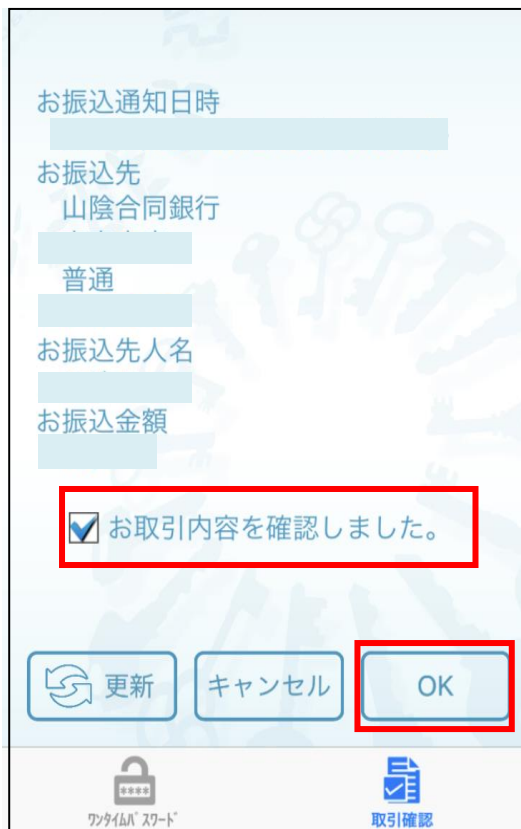 お振込通知日時
お振込先
山陰合同銀行
普通
お振込先人名
お振込金額
お取引内容を確認しました。
更新
キャンセル
OK
****
ﾜﾝﾀｲﾑﾊﾟｽﾜｰﾄﾞ
取引確認